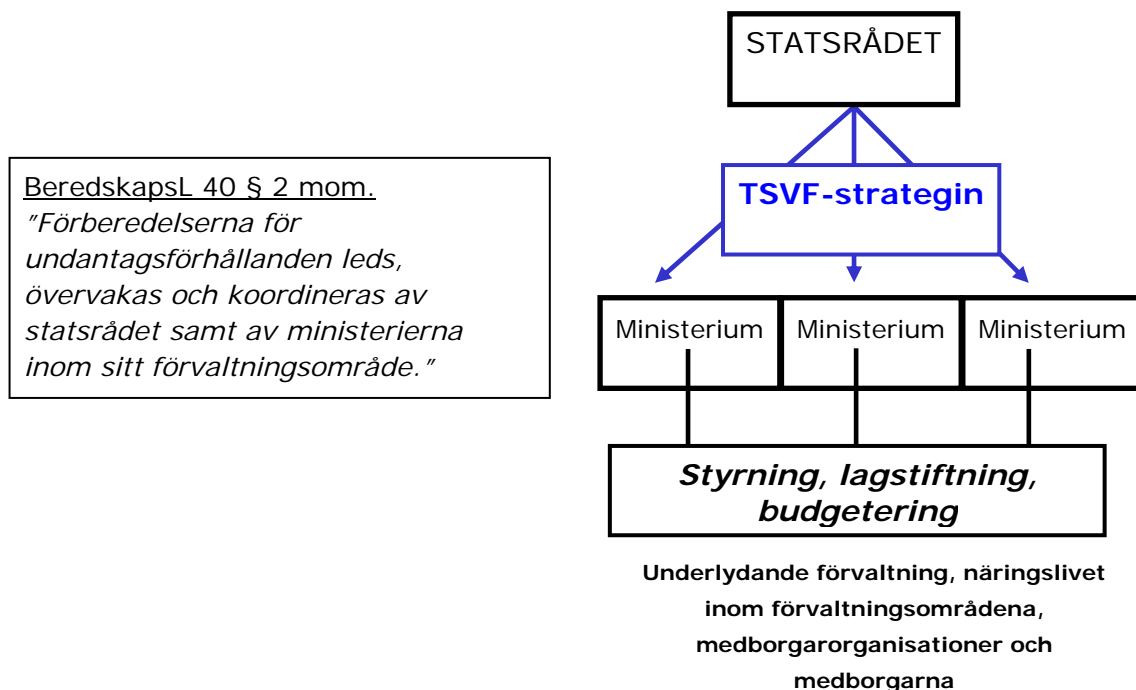 STATSRÅDET
BeredskapsL 40 § 2 mom.
"Förberedelserna för
undantagsförhållanden leds,
övervakas och koordineras av
statsrådet samt av ministerierna
inom sitt förvaltningsområde."
TSVF-strategin
Ministerium
Ministerium
Ministerium
Styrning, lagstiftning,
budgetering
Underlydande förvaltning, näringslivet
inom förvaltningsområdena,
medborgarorganisationer och
medborgarna